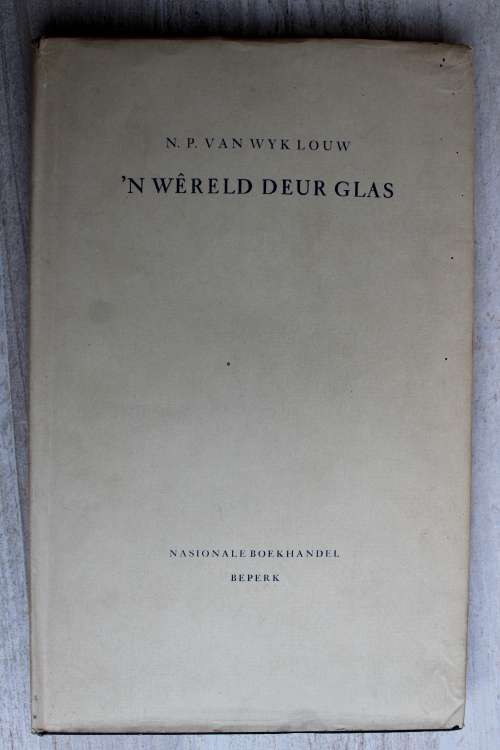 N. P. VAN WYK LOUW
'N WÊRELD DEUR GLAS
NASIONALE BOEKHANDEL
BEPERK